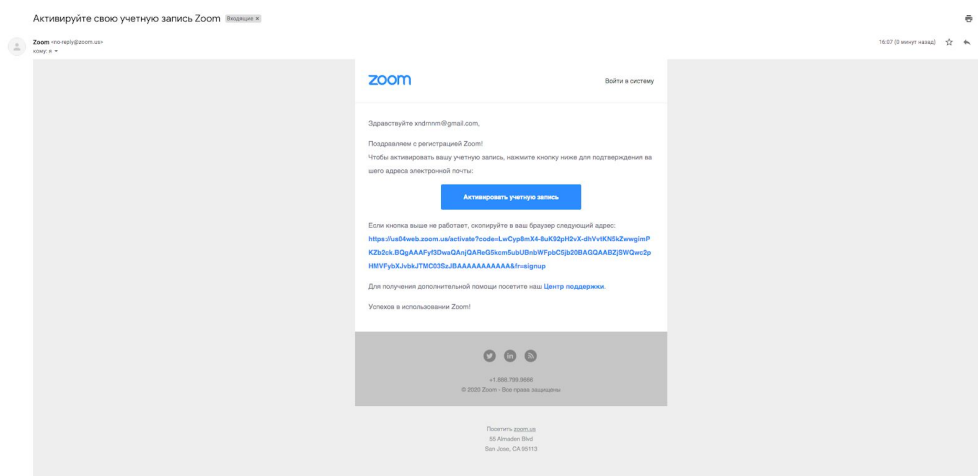 Активируйте свою учетную запись Zoom Входящие ×
Zoom <no-reply@zoom.us>
кому: я
16:07 (0 минут назад)
zoom
Войти в систему
Здравствуйте xndmnm@gmail.com,
Поздравляем с регистрацией Zoom!
Чтобы активировать вашу учетную запись, нажмите кнопку ниже для подтверждения ва
шего адреса электронной почты:
Активировать учетную запись
Если кнопка выше не работает, скопируйте в ваш браузер следующий адрес:
https://us04web.zoom.us/activate?code=LwCyp8mX4-8uK92pH2vX-dhVvtKN5kZwwgimP
KZb2ck.BQgAAAFyf3DwaQAnjQAReG5kcm5ubUBnbWFpbC5jb20BAGQAABZjSWQwc2p
HMVFybXJvbkJTMC03SzJBAAAAAAAAAAA&fr=signup
Для получения дополнительной помощи посетите наш Центр поддержки.
Успехов в использовании Zoom!
in
+1.888.799.9666
© 2020 Zoom - Все права защищены
Посетить zoom.us
55 Almaden Blvd
San Jose, CA 95113